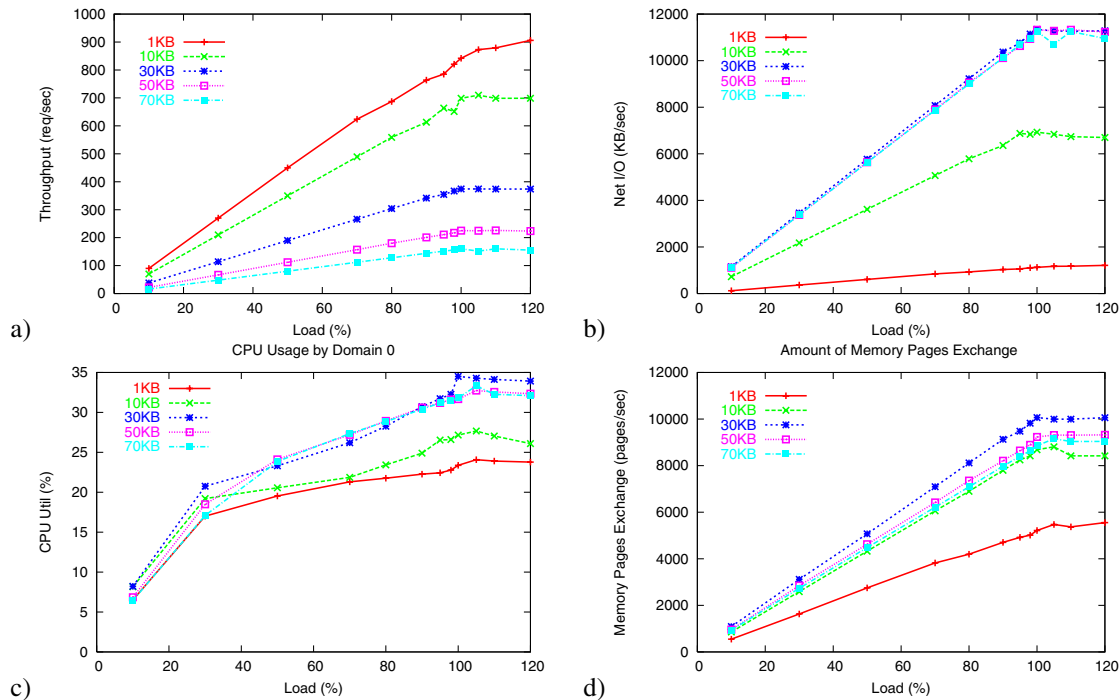 900
800
700
600
500
400
300
200
100
0
Throughput (req/sec)
1KB
10KB
30KB
50KB
70KB
0 20 40 60 80 100 120
Load (%)
a)
12000
10000
8000
6000
4000
2000
0
Net I/O (KB/sec)
1KB
10KB
30KB
50KB
70KB
0 20 40 60 80 100 120
Load (%)
b)
CPU Usage by Domain 0
35
30
25
20
15
10
5
0
CPU Util (%)
1KB
10KB
30KB
50KB
70KB
0 20 40 60 80 100 120
Load (%)
c)
Amount of Memory Pages Exchange
12000
10000
8000
6000
4000
2000
0
Memory Pages Exchange (pages/sec)
1KB
10KB
30KB
50KB
70KB
0 20 40 60 80 100 120
Load (%)
d)